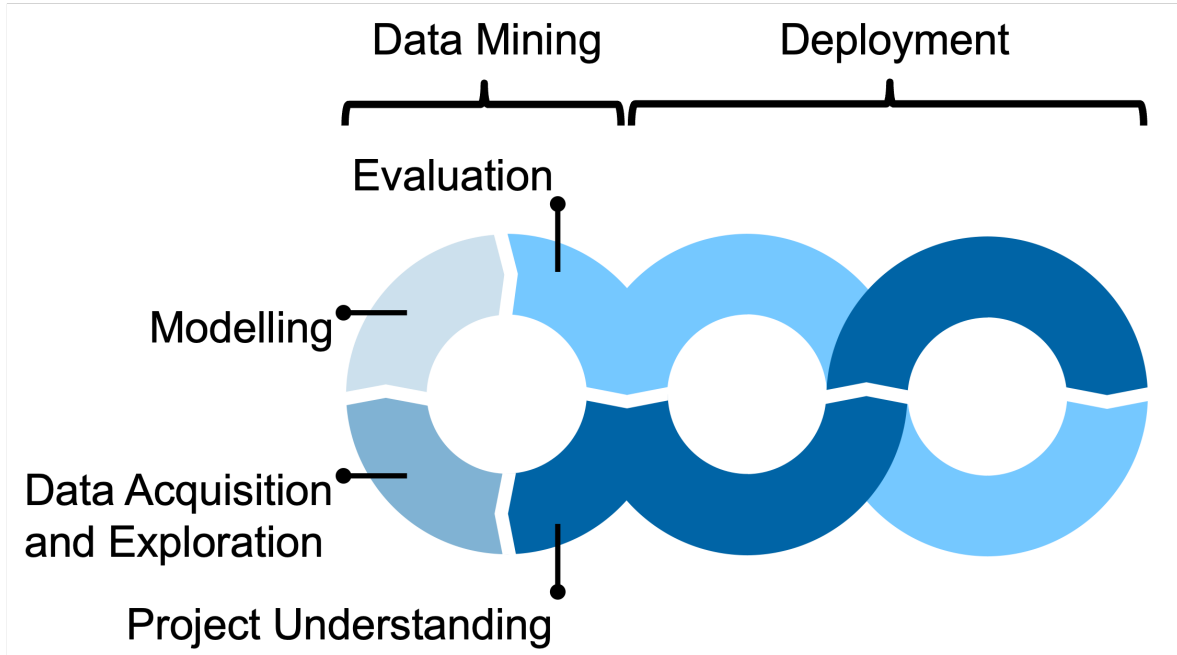 Data Mining
Deployment
Evaluation
Modelling
Data Acquisition
and Exploration
Project Understanding